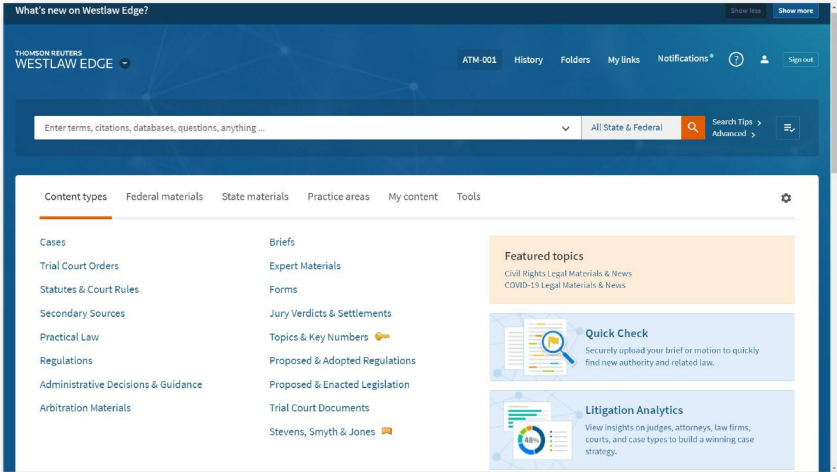 What's new on Westlaw Edge?
Show less
Show more
THOMSON REUTERS
WESTLAW EDGE
ATM-001
History
Folders
My links
Notifications
?
Sign out
Enter terms, citations, databases, questions, anything ...
All State & Federal
Search Tips
Advanced
Content types
Federal materials
State materials
Practice areas
My content
Tools
Cases
Trial Court Orders
Statutes & Court Rules
Secondary Sources
Practical Law
Regulations
Administrative Decisions & Guidance
Arbitration Materials
Briefs
Expert Materials
Forms
Jury Verdicts & Settlements
Topics & Key Numbers
Proposed & Adopted Regulations
Proposed & Enacted Legislation
Trial Court Documents
Stevens, Smyth & Jones
Featured topics
Civil Rights Legal Materials & News
COVID-19 Legal Materials & News
Quick Check
Securely upload your brief or motion to quickly
find new authority and related law.
Litigation Analytics
View insights on judges, attorneys, law firms,
courts, and case types to build a winning case
strategy.
48%